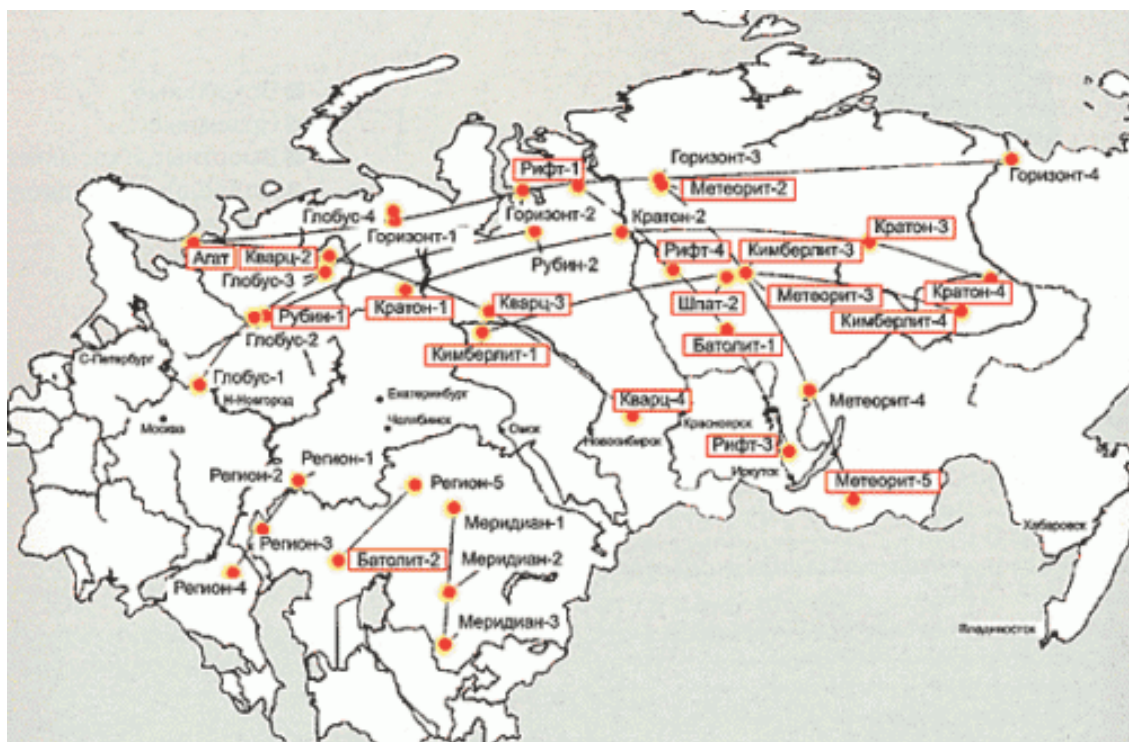 Горизонт-3
Рифт-1
Метеорит-2
Горизонт-4
Глобус-4
Горизонт-2
Кратон-2
Кратон-3
Горизонт-1
Алат
Кварц-2
Рубин-2
Рифт-4
Кимберлит-3
Глобус-3
Кратон-1
Кварц-3
Шпат-2
Метеорит-3
Кратон-4
Рубин-1
Кимберлит-4
Глобус-2
Кимберлит-1
Батолит-1
С-Петербург
Глобус-1
Н-Новгород
Екатеринбург
Метеорит-4
Кварц-4
Москва
Челябинск
Омск
Новосибирск
Красноярск
Рифт-3
Регион-1
Регион-2
Иркутск
Метеорит-5
Регион-5
Меридиан-1
Хабаровск
Регион-3
Батолит-2
Меридиан-2
Регион-4
Меридиан-3
Владивосток